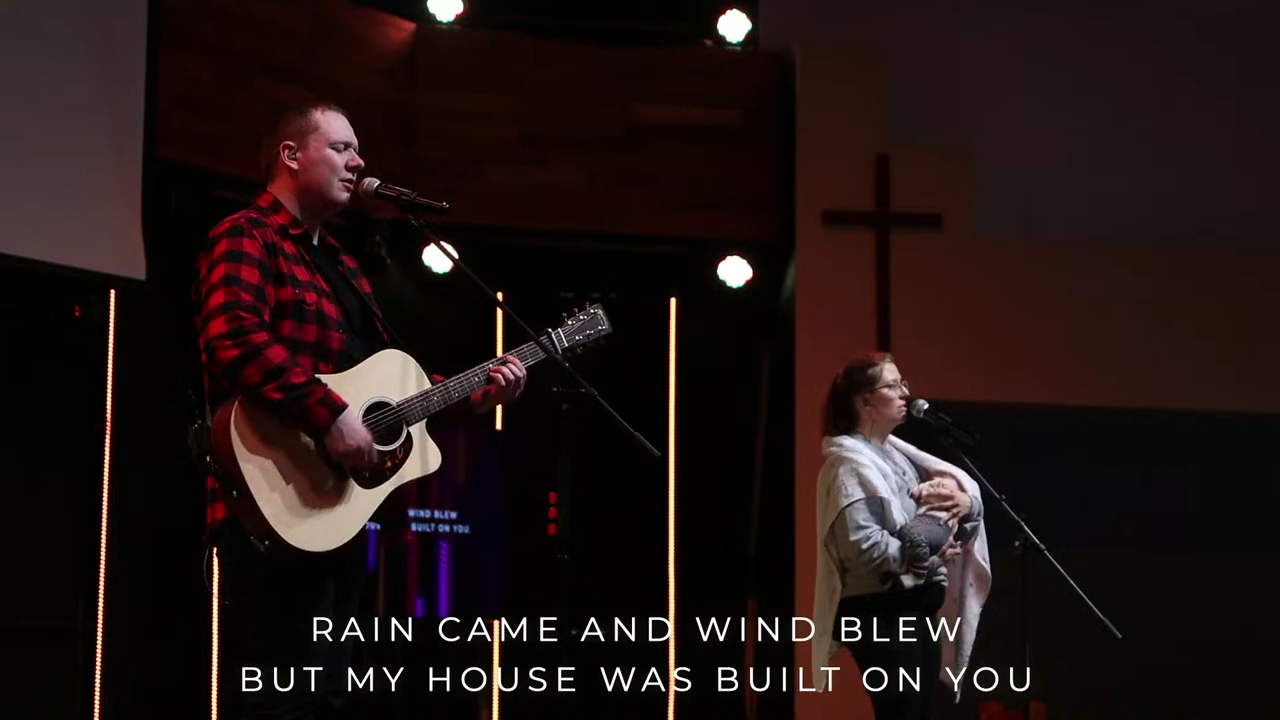 WIND BLEW
BUILT ON YOU
RAIN CAME AND WIND BLEW
BUT MY HOUSE WAS BUILT ON YOU